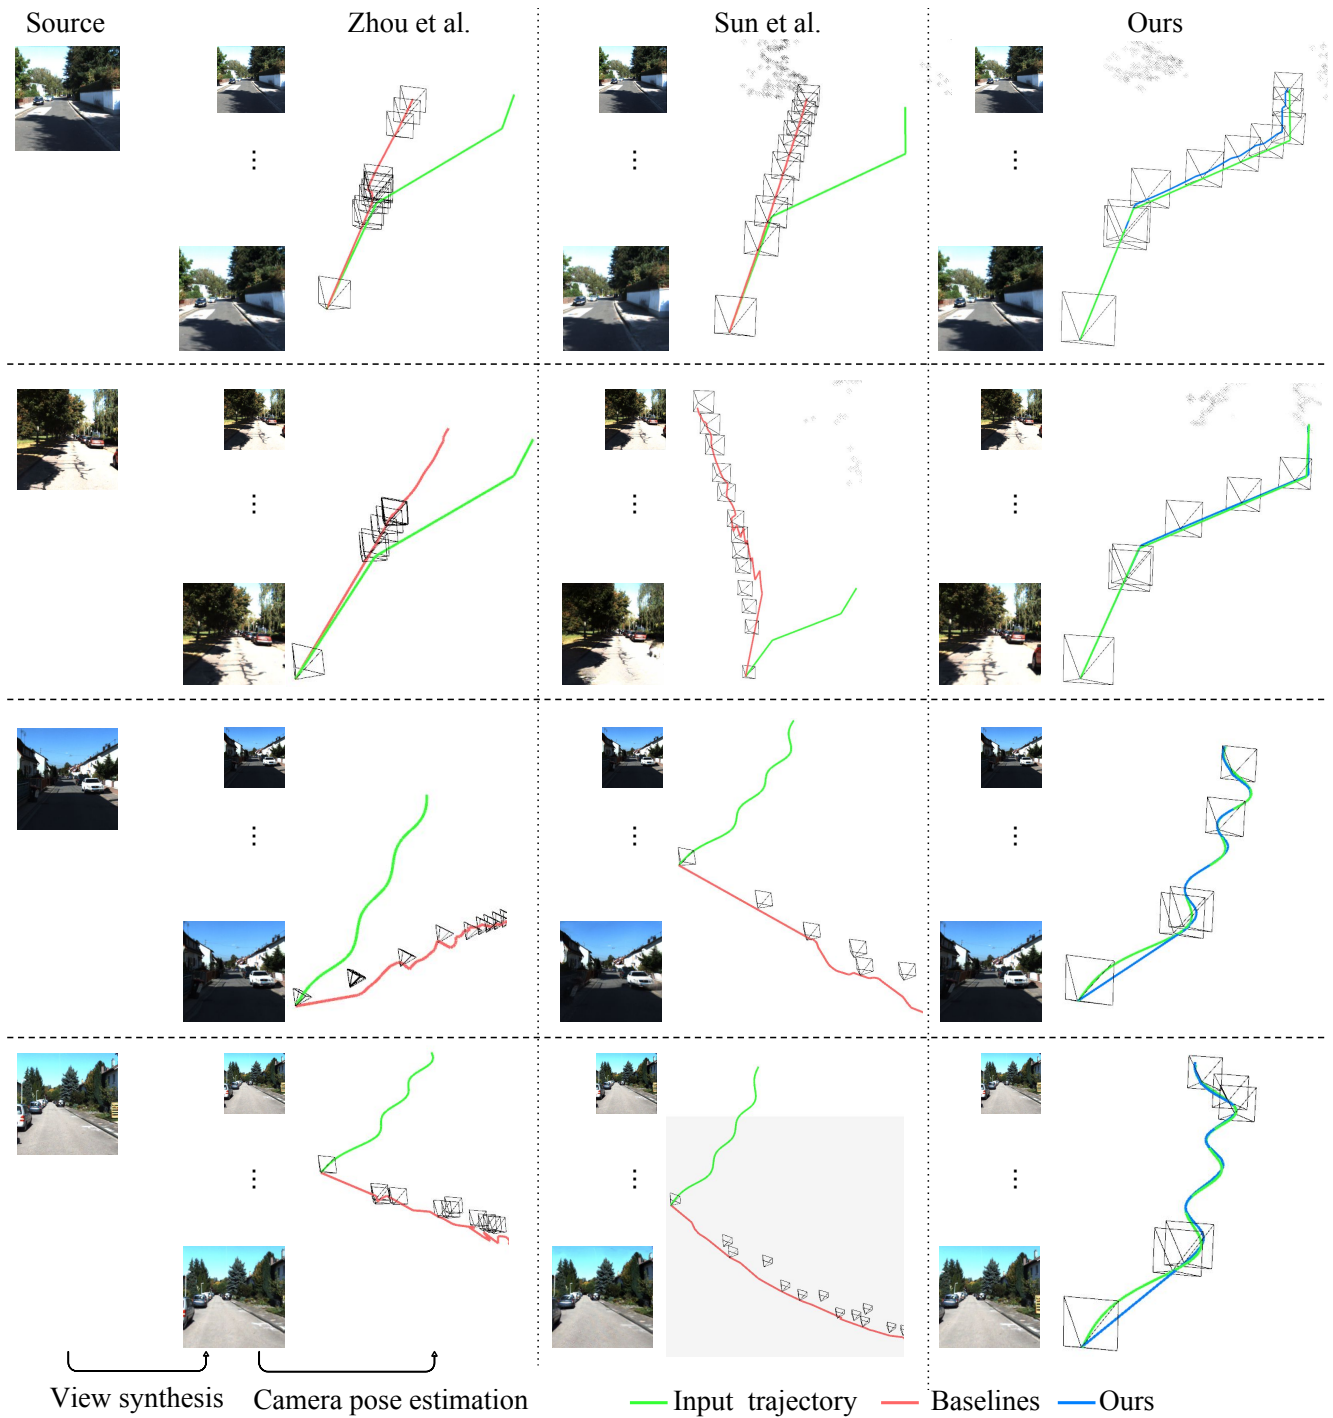 Source
Zhou et al.
Sun et al.
Ours
View synthesis
Camera pose estimation
Input trajectory
Baselines
Ours